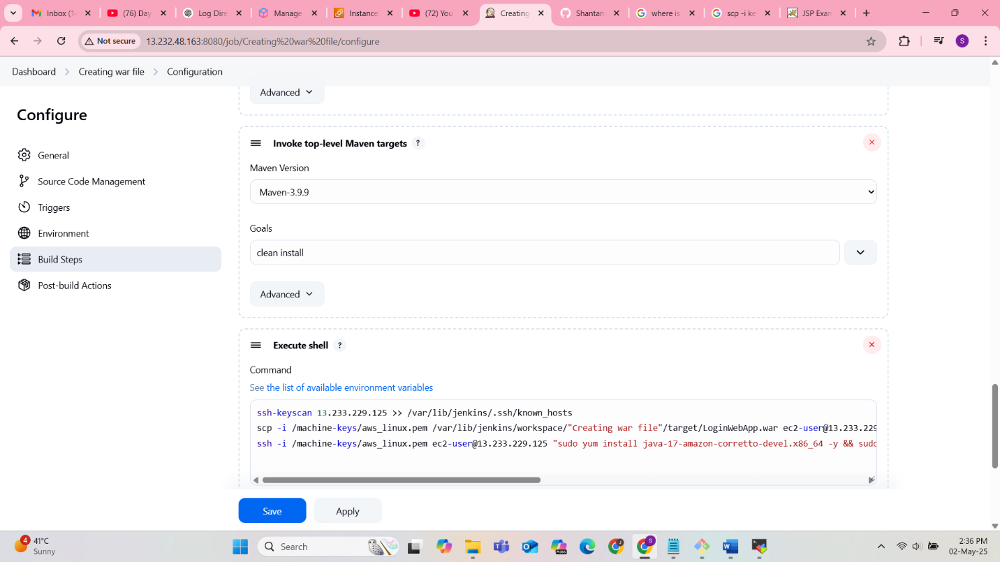 Inbox (1-
(76) Day
Log Dire
Manage
Instance
(72) You
Creating
Shantan
where is
scp -i ke
JSP Exan
Not secure
13.232.48.163:8080/job/Creating%20war%20file/configure
S
Dashboard > Creating war file > Configuration
Configure
General
Source Code Management
Triggers
Environment
Build Steps
Post-build Actions
Advanced
Invoke top-level Maven targets ?
Maven Version
Maven-3.9.9
Goals
clean install
Advanced
Execute shell ?
Command
See the list of available environment variables
ssh-keyscan 13.233.229.125 >> /var/lib/jenkins/.ssh/known_hosts
scp -i /machine-keys/aws_linux.pem /var/lib/jenkins/workspace/"Creating war file"/target/LoginWebApp.war ec2-user@13.233.229
ssh -i /machine-keys/aws_linux.pem ec2-user@13.233.229.125 "sudo yum install java-17-amazon-corretto-devel.x86_64 -y && sudo
Save
Apply
4
41°C
Sunny
Search
2:36 PM
02-May-25